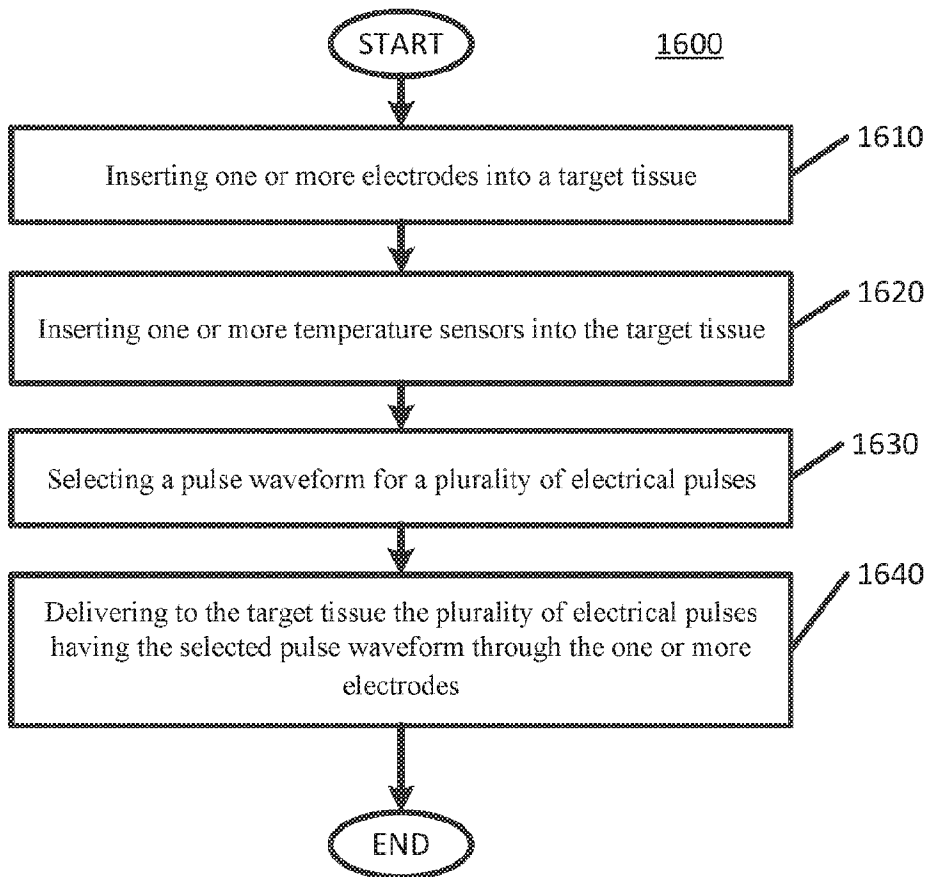 START
1600
1610
Inserting one or more electrodes into a target tissue
1620
Inserting one or more temperature sensors into the target tissue
1630
Selecting a pulse waveform for a plurality of electrical pulses
1640
Delivering to the target tissue the plurality of electrical pulses
having the selected pulse waveform through the one or more
electrodes
END